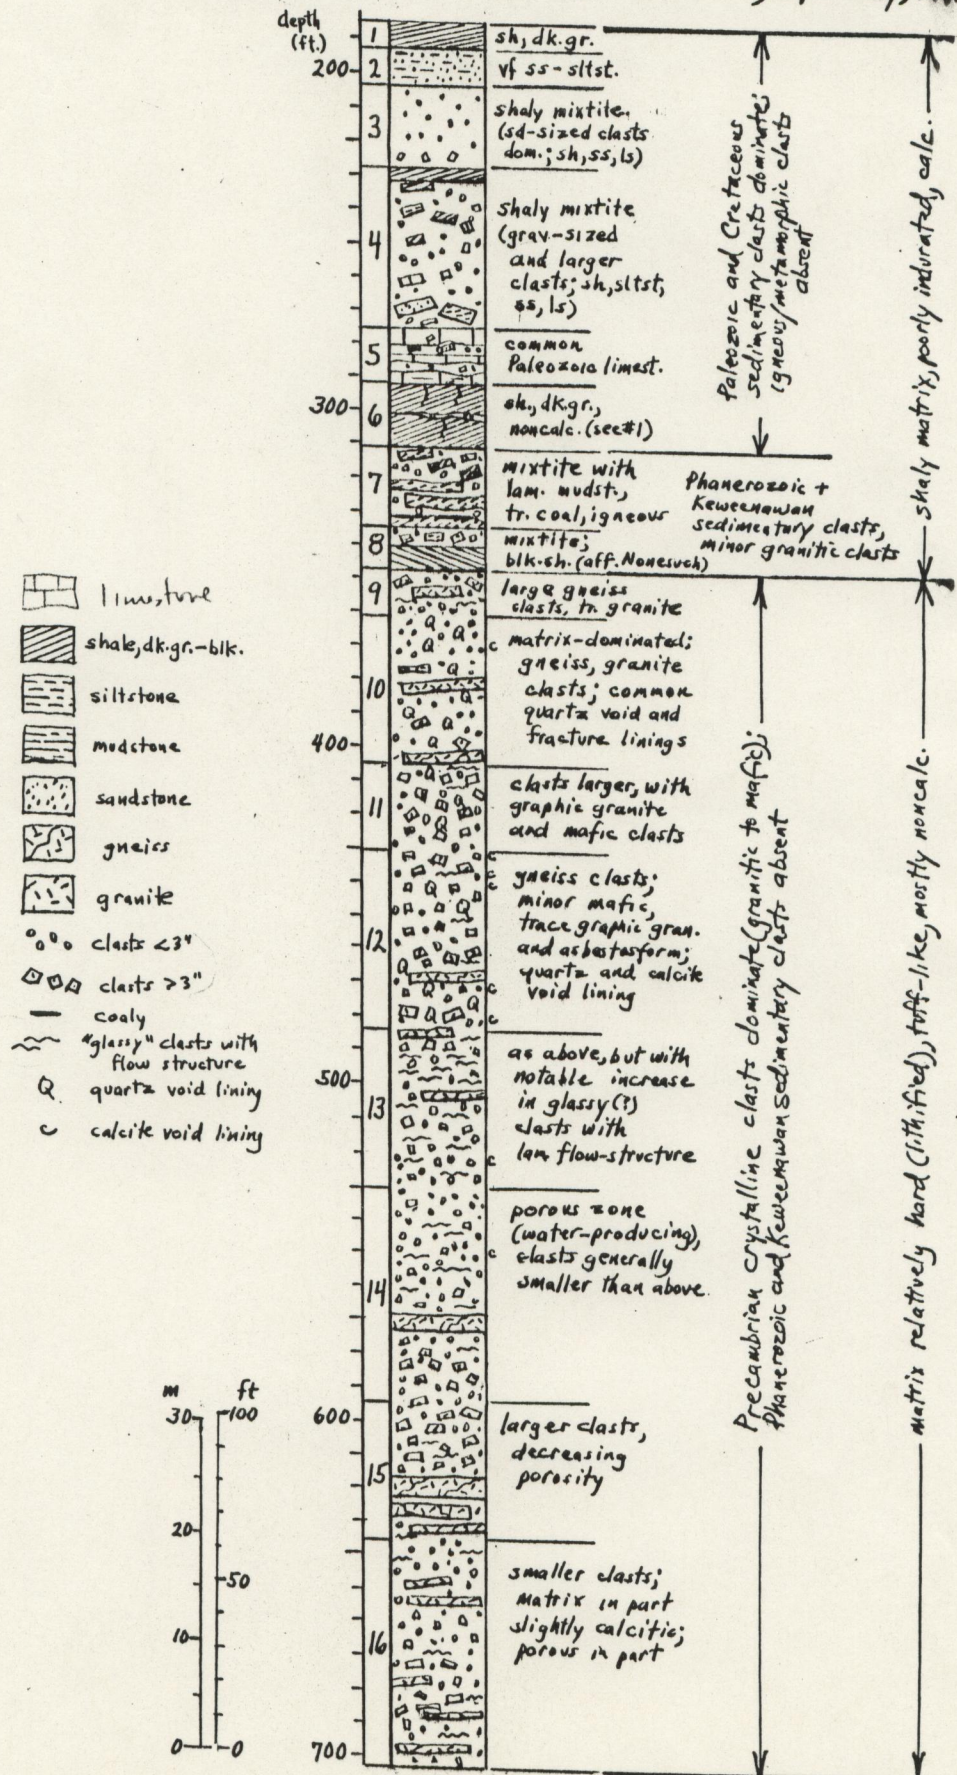 depth
(ft.)
1
sh, dk.gr.
200
2
vf ss-sltst.
3
shaly mixtite.
(sd-sized clasts
dom.; sh, ss, ls)
4
shaly mixtite
(grav-sized
and larger
clasts; sh, sltst,
ss, ls)
5
common
Paleozoic limest.
300
6
sh., dk.gr.,
noncalc. (see #1)
7
mixtite with
lam. mudst.,
tr. coal, igneous
8
mixtite;
blk-sh. (aff. Nonesuch)
9
large gneiss
clasts, tr. granite
10
matrix-dominated;
gneiss, granite
clasts; common
quartz void and
fracture linings
400
11
clasts larger, with
graphic granite
and mafic clasts
12
gneiss clasts;
minor mafic,
trace graphic gran.
and asbestosform;
quartz and calcite
void lining
500
13
as above, but with
notable increase
in glassy(?)
clasts with
lam flow-structure
14
porous zone
(water-producing),
clasts generally
smaller than above.
600
15
larger clasts,
decreasing
porosity
16
smaller clasts;
matrix in part
slightly calcitic;
porous in part
700
Paleozoic and Cretaceous
sedimentary clasts dominate;
igneous/metamorphic clasts
absent
Phanerozoic +
Keweenawan
sedimentary clasts,
minor granitic clasts
Precambrian crystalline clasts dominate (granitic to mafic);
Phanerozoic and Keweenawan sedimentary clasts absent
shaly matrix, poorly indurated, calc.
matrix relatively hard (lithified), tuff-like, mostly noncalc.
limestone
shale, dk.gr.-blk.
siltstone
mudstone
sandstone
gneiss
granite
clasts <3"
clasts >3"
coaly
"glassy" clasts with
flow structure
Q quartz void lining
c calcite void lining
m ft
30 100
20
50
10
0 0